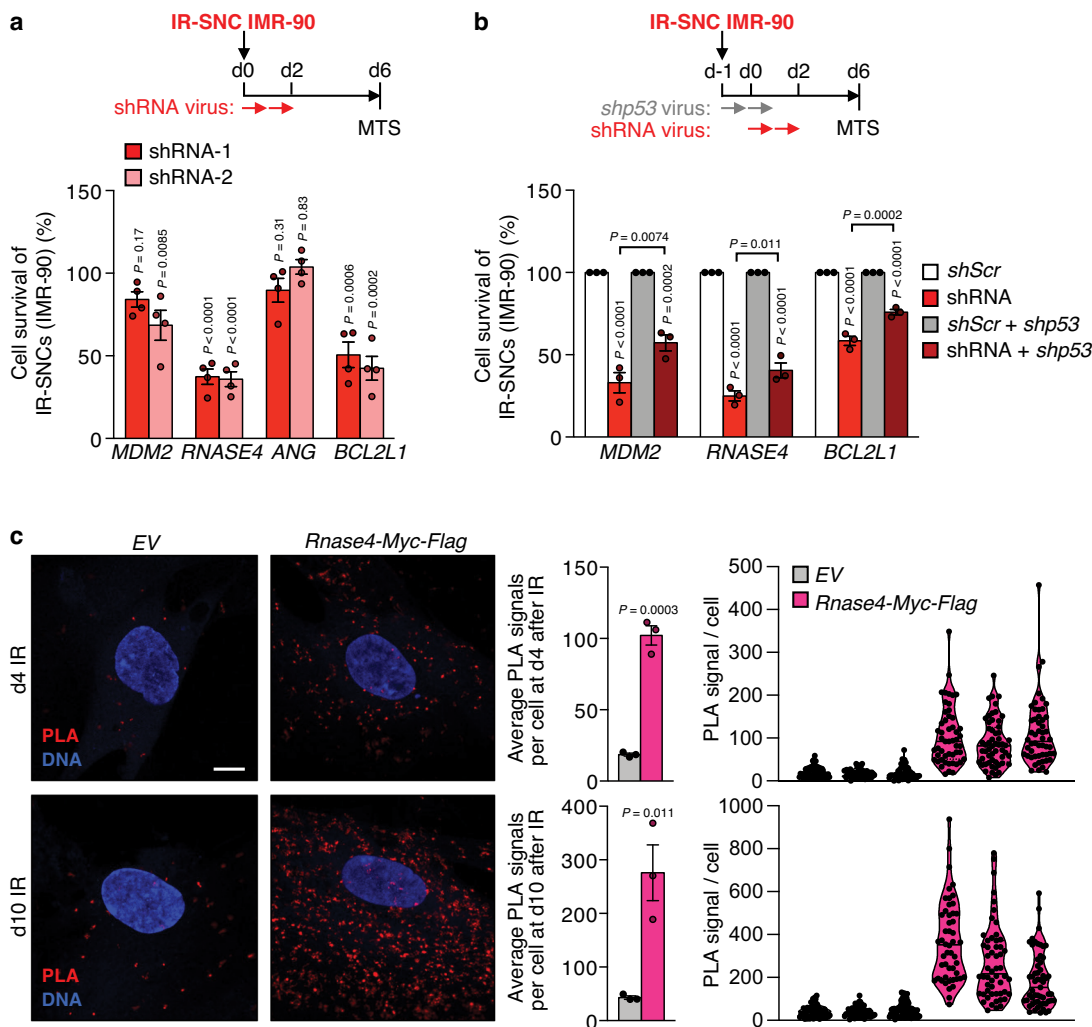 a
IR-SNC IMR-90
d0
d2
d6
shRNA virus:
MTS
shRNA-1
shRNA-2
Cell survival of
IR-SNCs (IMR-90) (%)
150
100
50
0
P = 0.17
P = 0.0085
P < 0.0001
P < 0.0001
P = 0.31
P = 0.83
P = 0.0006
P = 0.0002
MDM2
RNASE4
ANG
BCL2L1
b
IR-SNC IMR-90
d-1
d0
d2
d6
shp53 virus:
shRNA virus:
MTS
Cell survival of
IR-SNCs (IMR-90) (%)
150
100
50
0
P = 0.0074
P = 0.011
P = 0.0002
P < 0.0001
P = 0.0002
P < 0.0001
P < 0.0001
P < 0.0001
P < 0.0001
MDM2
RNASE4
BCL2L1
shScr
shRNA
shScr + shp53
shRNA + shp53
c
EV
Rnase4-Myc-Flag
d4 IR
PLA
DNA
d10 IR
PLA
DNA
Average PLA signals
per cell at d4 after IR
150
100
50
0
P = 0.0003
PLA signal / cell
500
400
300
200
100
0
EV
Rnase4-Myc-Flag
Average PLA signals
per cell at d10 after IR
400
300
200
100
0
P = 0.011
PLA signal / cell
1000
800
600
400
200
0